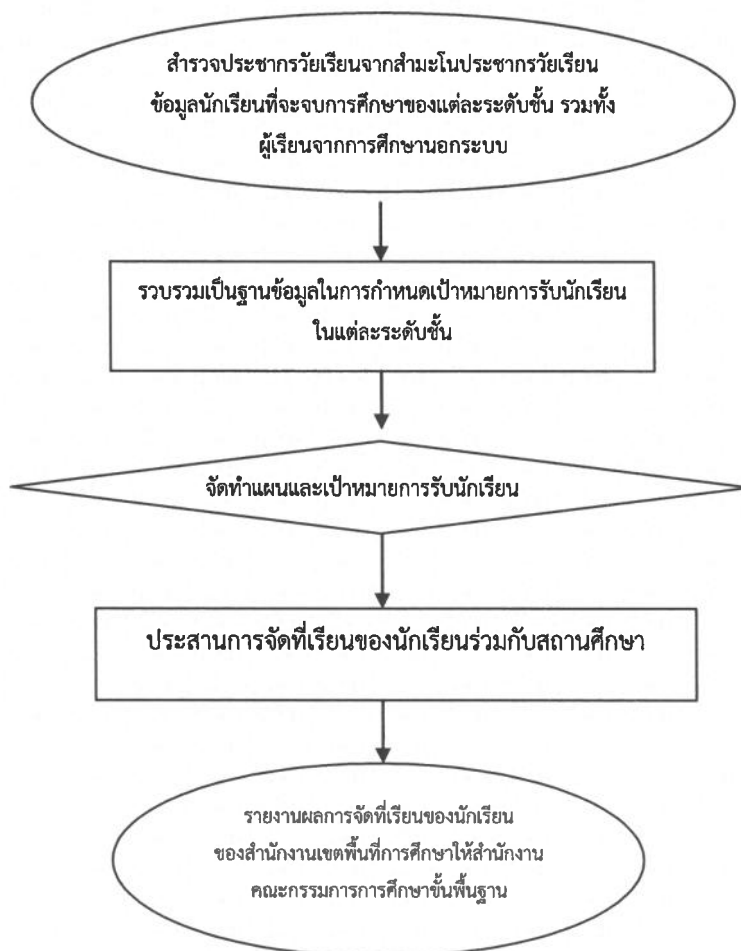 สำรวจประชากรวัยเรียนจากสำมะโนประชากรวัยเรียน
ข้อมูลนักเรียนที่จะจบการศึกษาของแต่ละระดับชั้น รวมทั้ง
ผู้เรียนจากการศึกษานอกระบบ
รวบรวมเป็นฐานข้อมูลในการกำหนดเป้าหมายการรับนักเรียน
ในแต่ละระดับชั้น
จัดทำแผนและเป้าหมายการรับนักเรียน
ประสานการจัดที่เรียนของนักเรียนร่วมกับสถานศึกษา
รายงานผลการจัดที่เรียนของนักเรียน
ของสำนักงานเขตพื้นที่การศึกษาให้สำนักงาน
คณะกรรมการการศึกษาขั้นพื้นฐาน